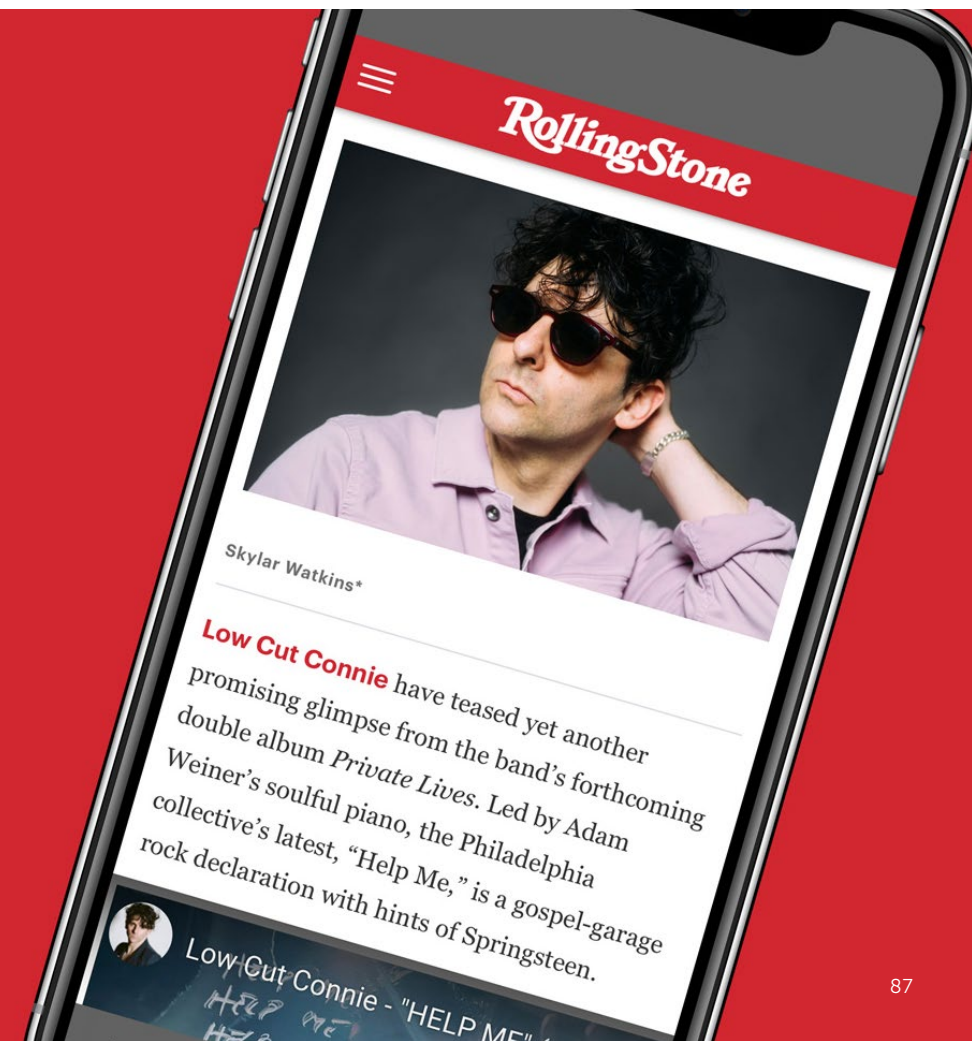 RollingStone
Skylar Watkins*
Low Cut Connie have teased yet another
promising glimpse from the band’s forthcoming
double album Private Lives. Led by Adam
Weiner’s soulful piano, the Philadelphia
collective’s latest, “Help Me,” is a gospel-garage
rock declaration with hints of Springsteen.
Low Cut Connie - "HELP ME"
HELP ME
87